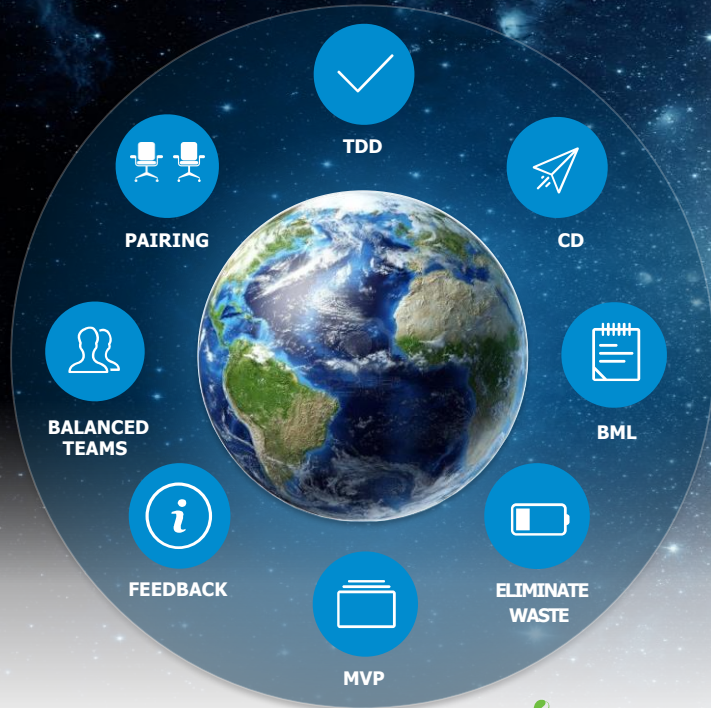 TDD
PAIRING
CD
BALANCED
TEAMS
BML
FEEDBACK
ELIMINATE
WASTE
MVP